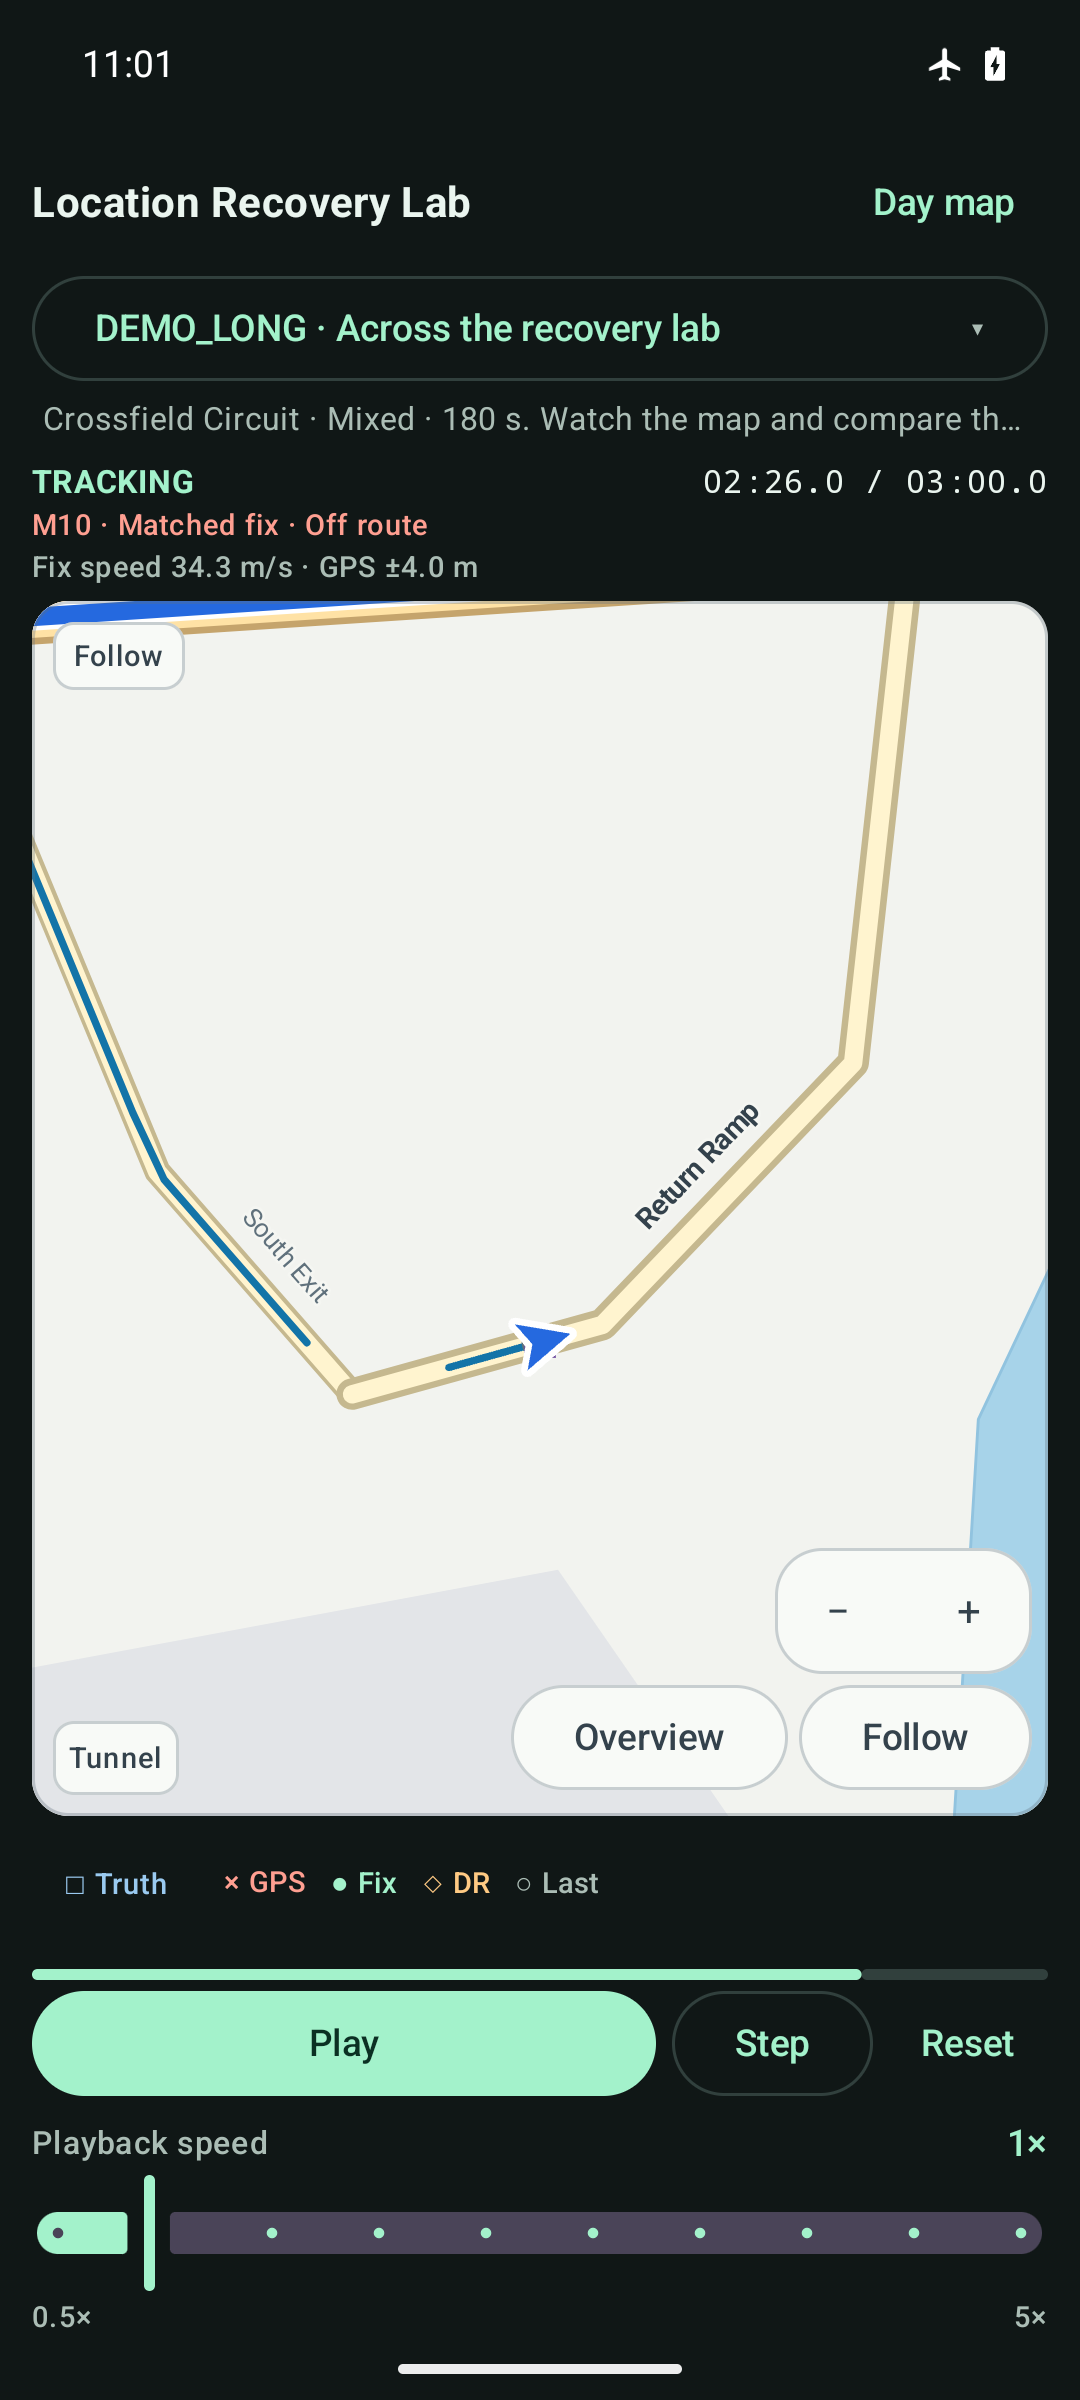 11:01
Location Recovery Lab
Day map
DEMO_LONG · Across the recovery lab ▾
Crossfield Circuit · Mixed · 180 s. Watch the map and compare th…
TRACKING
02:26.0 / 03:00.0
M10 · Matched fix · Off route
Fix speed 34.3 m/s · GPS ±4.0 m
Follow
Return Ramp
South Exit
− +
Tunnel
Overview
Follow
□ Truth × GPS ● Fix ◇ DR ○ Last
Play
Step
Reset
Playback speed
1×
0.5×
5×